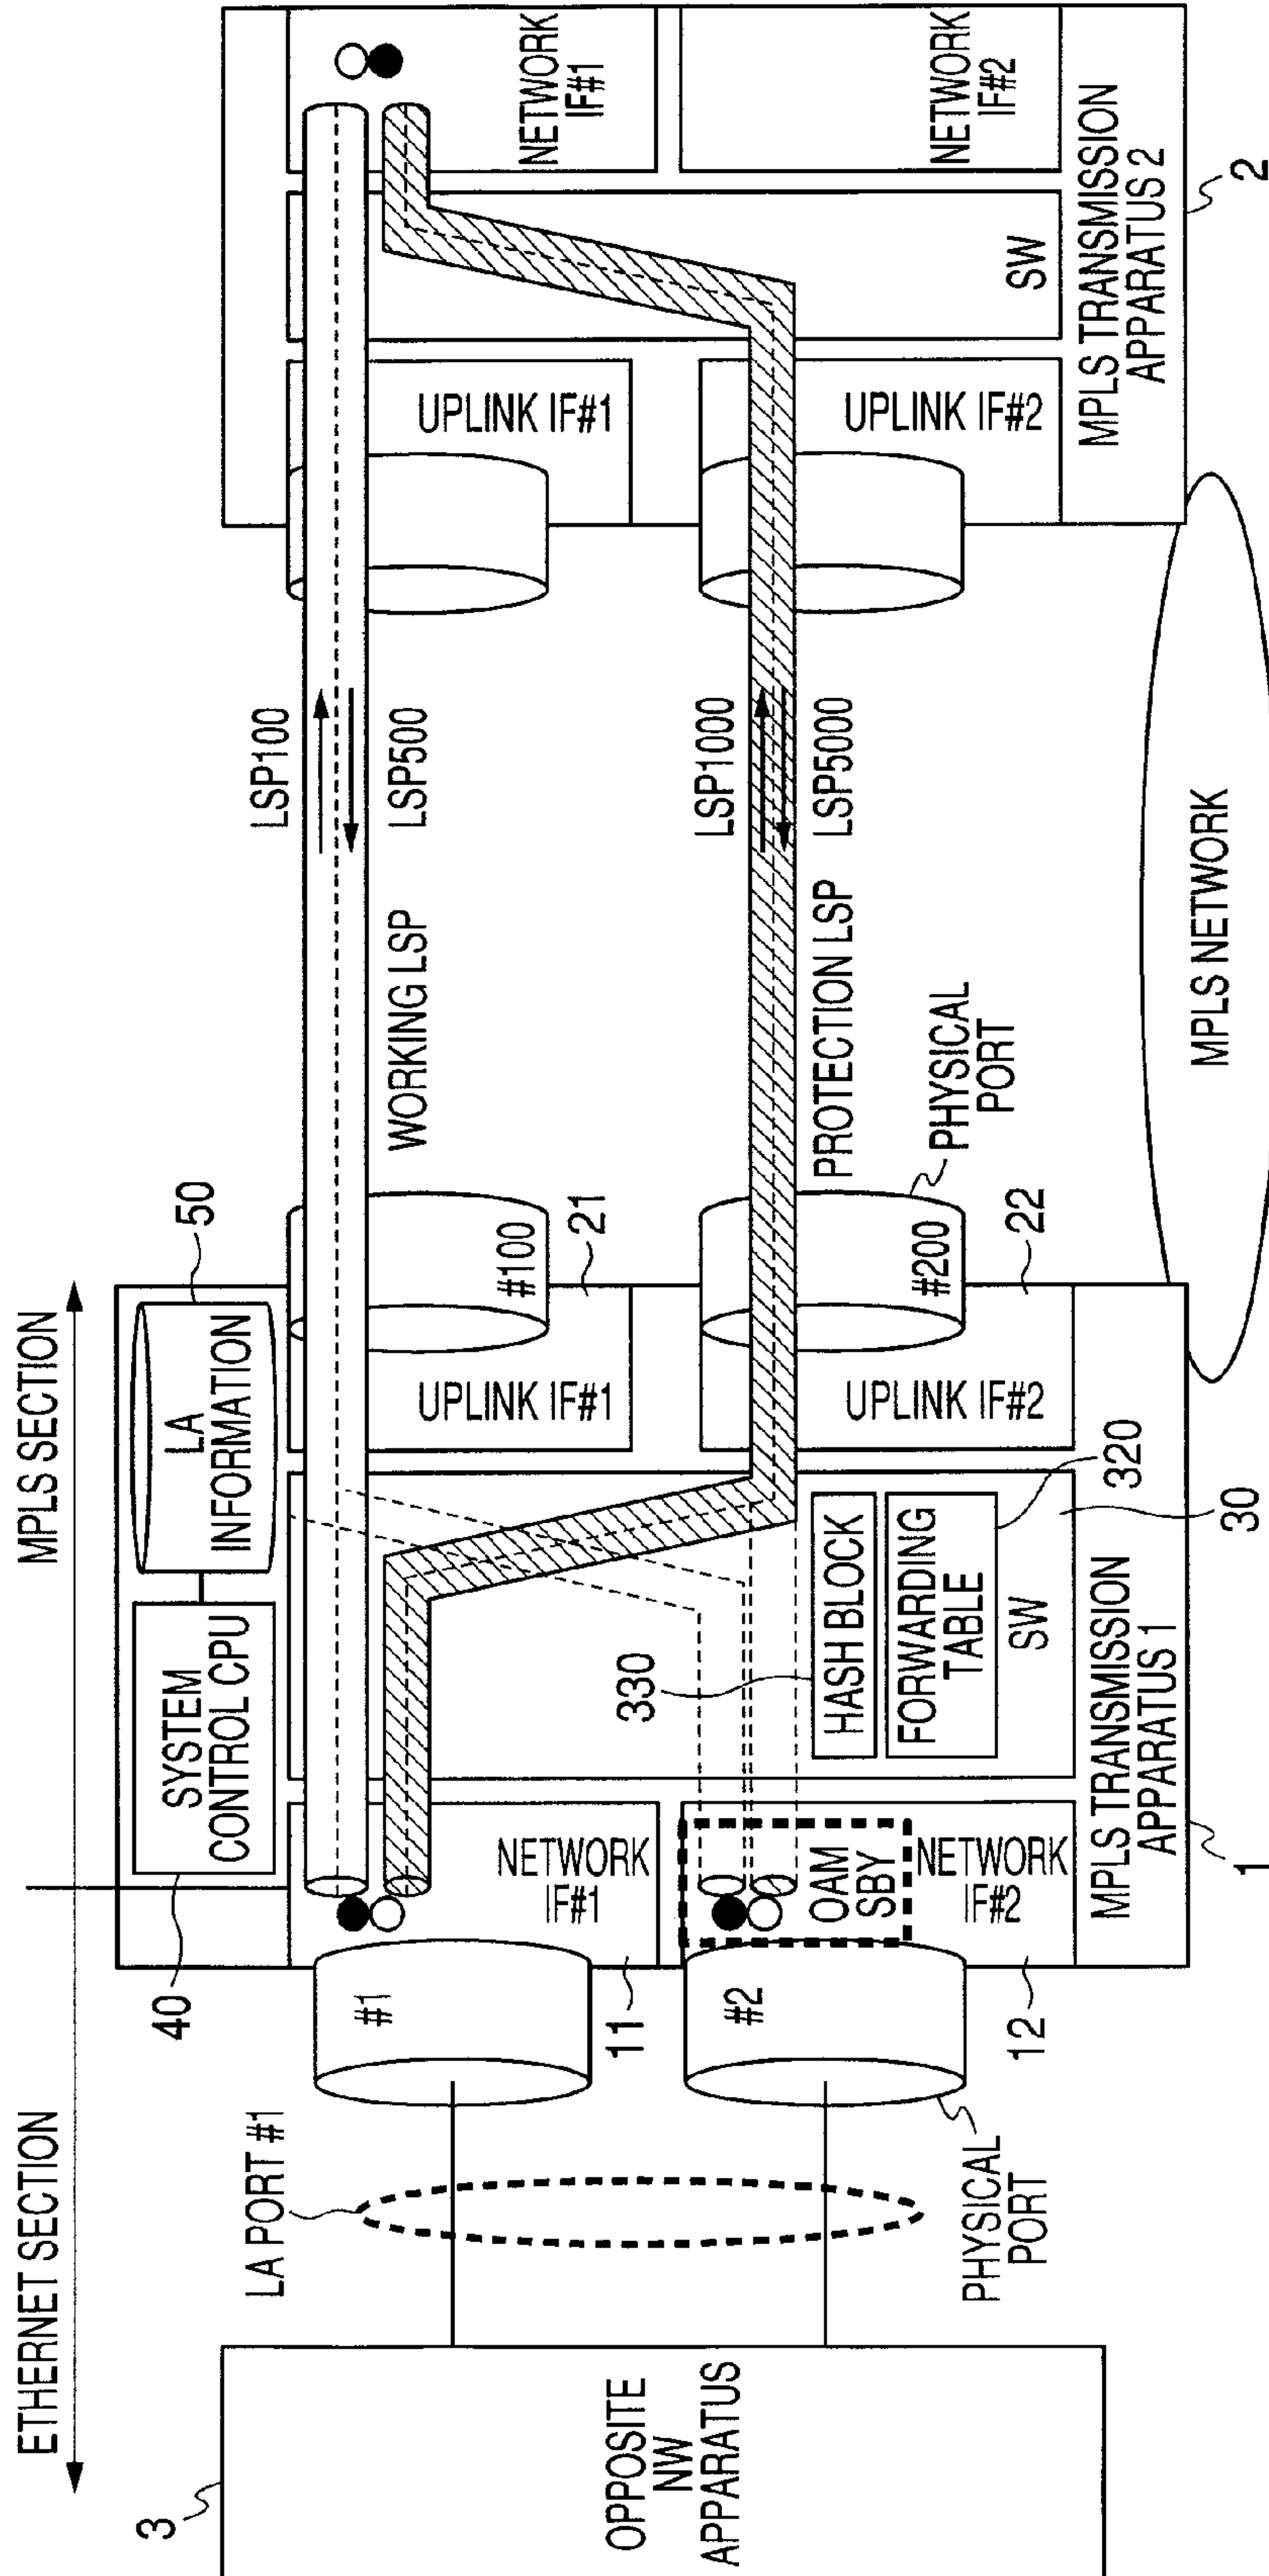 ETHERNET SECTION
MPLS SECTION
3
OPPOSITE
NW
APPARATUS
LA PORT #1
PHYSICAL
PORT
#1
#2
40
11
12
SYSTEM
CONTROL CPU
LA
INFORMATION
50
NETWORK
IF#1
OAM
SBY
NETWORK
IF#2
330
HASH BLOCK
FORWARDING
TABLE
SW
320
30
MPLS TRANSMISSION
APPARATUS 1
1
UPLINK IF#1
UPLINK IF#2
#100
21
#200
22
PHYSICAL
PORT
WORKING LSP
PROTECTION LSP
LSP100
LSP500
LSP1000
LSP5000
MPLS NETWORK
UPLINK IF#1
UPLINK IF#2
SW
NETWORK
IF#1
NETWORK
IF#2
MPLS TRANSMISSION
APPARATUS 2
2